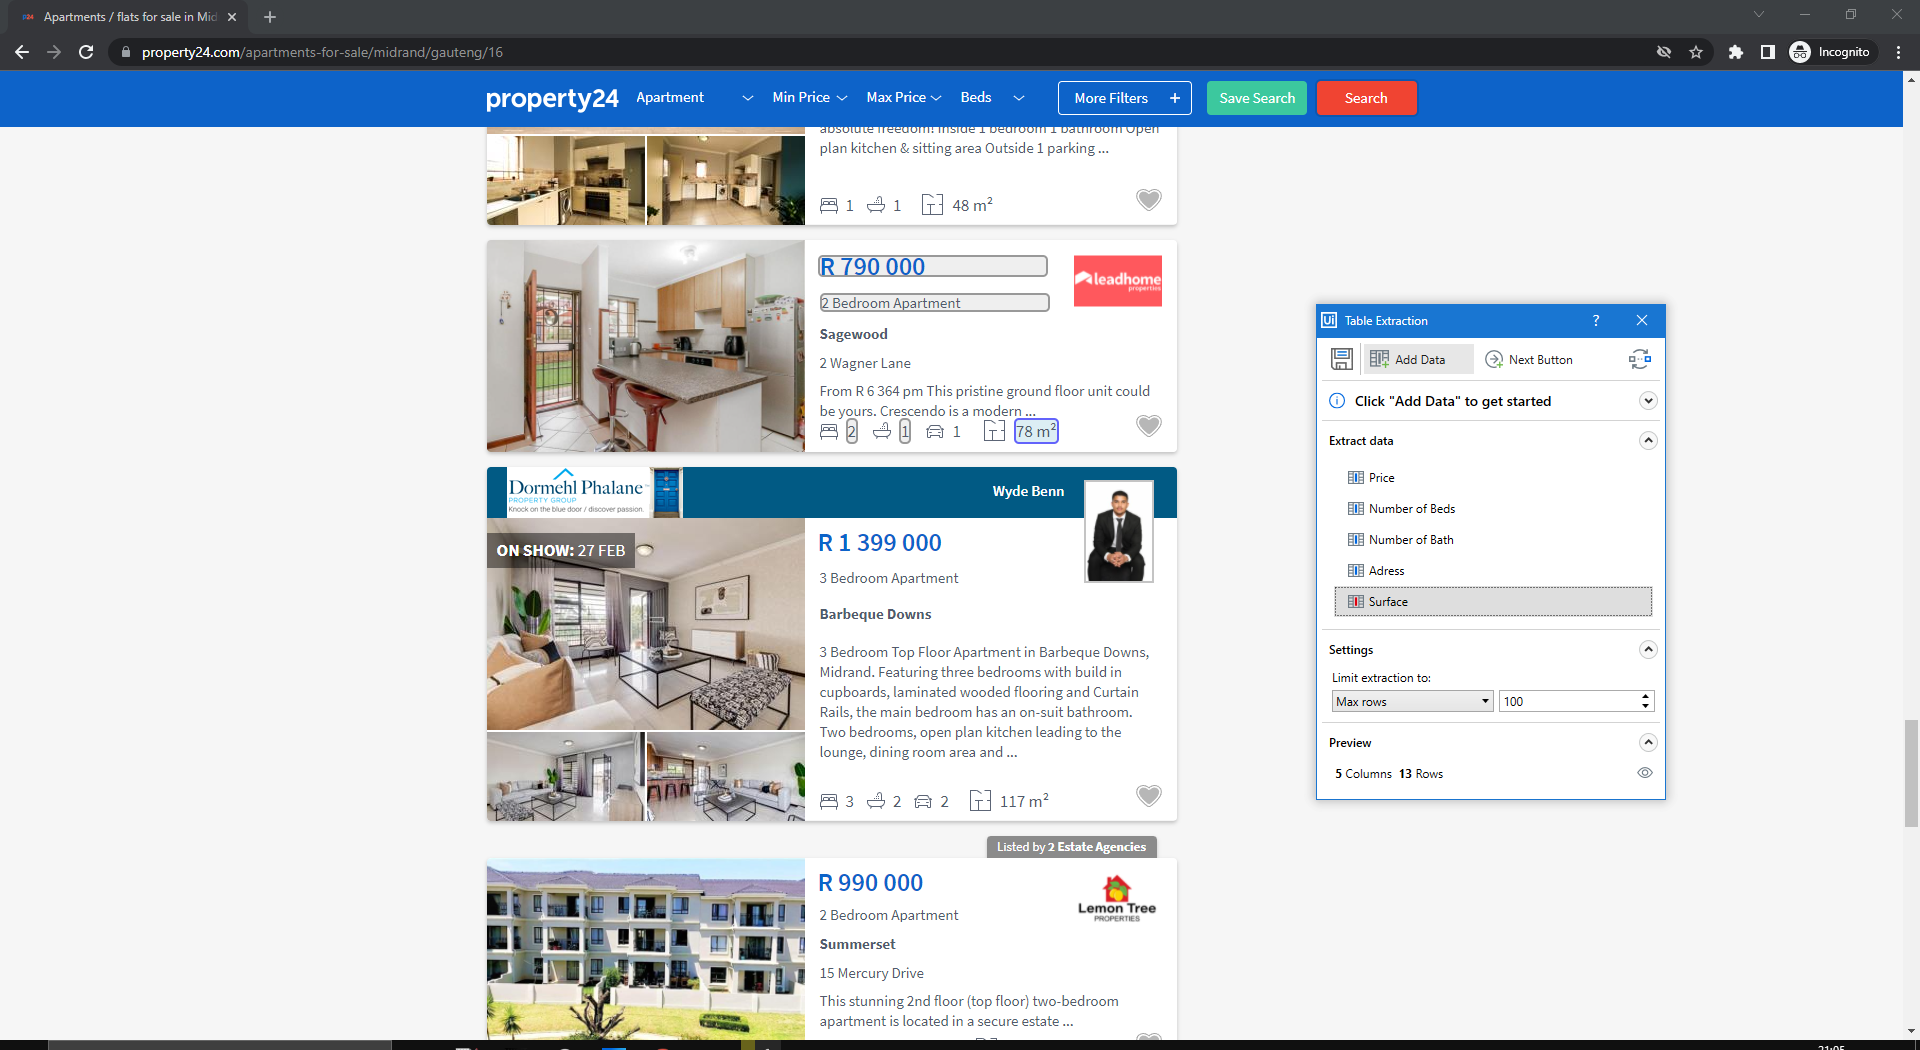 Apartments / flats for sale in Mid
property24.com/apartments-for-sale/midrand/gauteng/16
Incognito
property24
Apartment
Min Price
Max Price
Beds
More Filters +
Save Search
Search
absolute freedom! Inside 1 bedroom 1 bathroom Open
plan kitchen & sitting area Outside 1 parking ...
1 1 48 m²
R 790 000
leadhome
properties
2 Bedroom Apartment
Sagewood
2 Wagner Lane
From R 6 364 pm This pristine ground floor unit could
be yours. Crescendo is a modern ...
2 1 1 78 m²
Dormehl Phalane
PROPERTY GROUP
Knock on the blue door / discover passion.
Wyde Benn
ON SHOW: 27 FEB
R 1 399 000
3 Bedroom Apartment
Barbeque Downs
3 Bedroom Top Floor Apartment in Barbeque Downs,
Midrand. Featuring three bedrooms with build in
cupboards, laminated wooded flooring and Curtain
Rails, the main bedroom has an on-suit bathroom.
Two bedrooms, open plan kitchen leading to the
lounge, dining room area and ...
3 2 2 117 m²
Listed by 2 Estate Agencies
R 990 000
Lemon Tree
PROPERTIES
2 Bedroom Apartment
Summerset
15 Mercury Drive
This stunning 2nd floor (top floor) two-bedroom
apartment is located in a secure estate ...
Ui Table Extraction ?
Add Data
Next Button
Click "Add Data" to get started
Extract data
Price
Number of Beds
Number of Bath
Adress
Surface
Settings
Limit extraction to:
Max rows
100
Preview
5 Columns 13 Rows